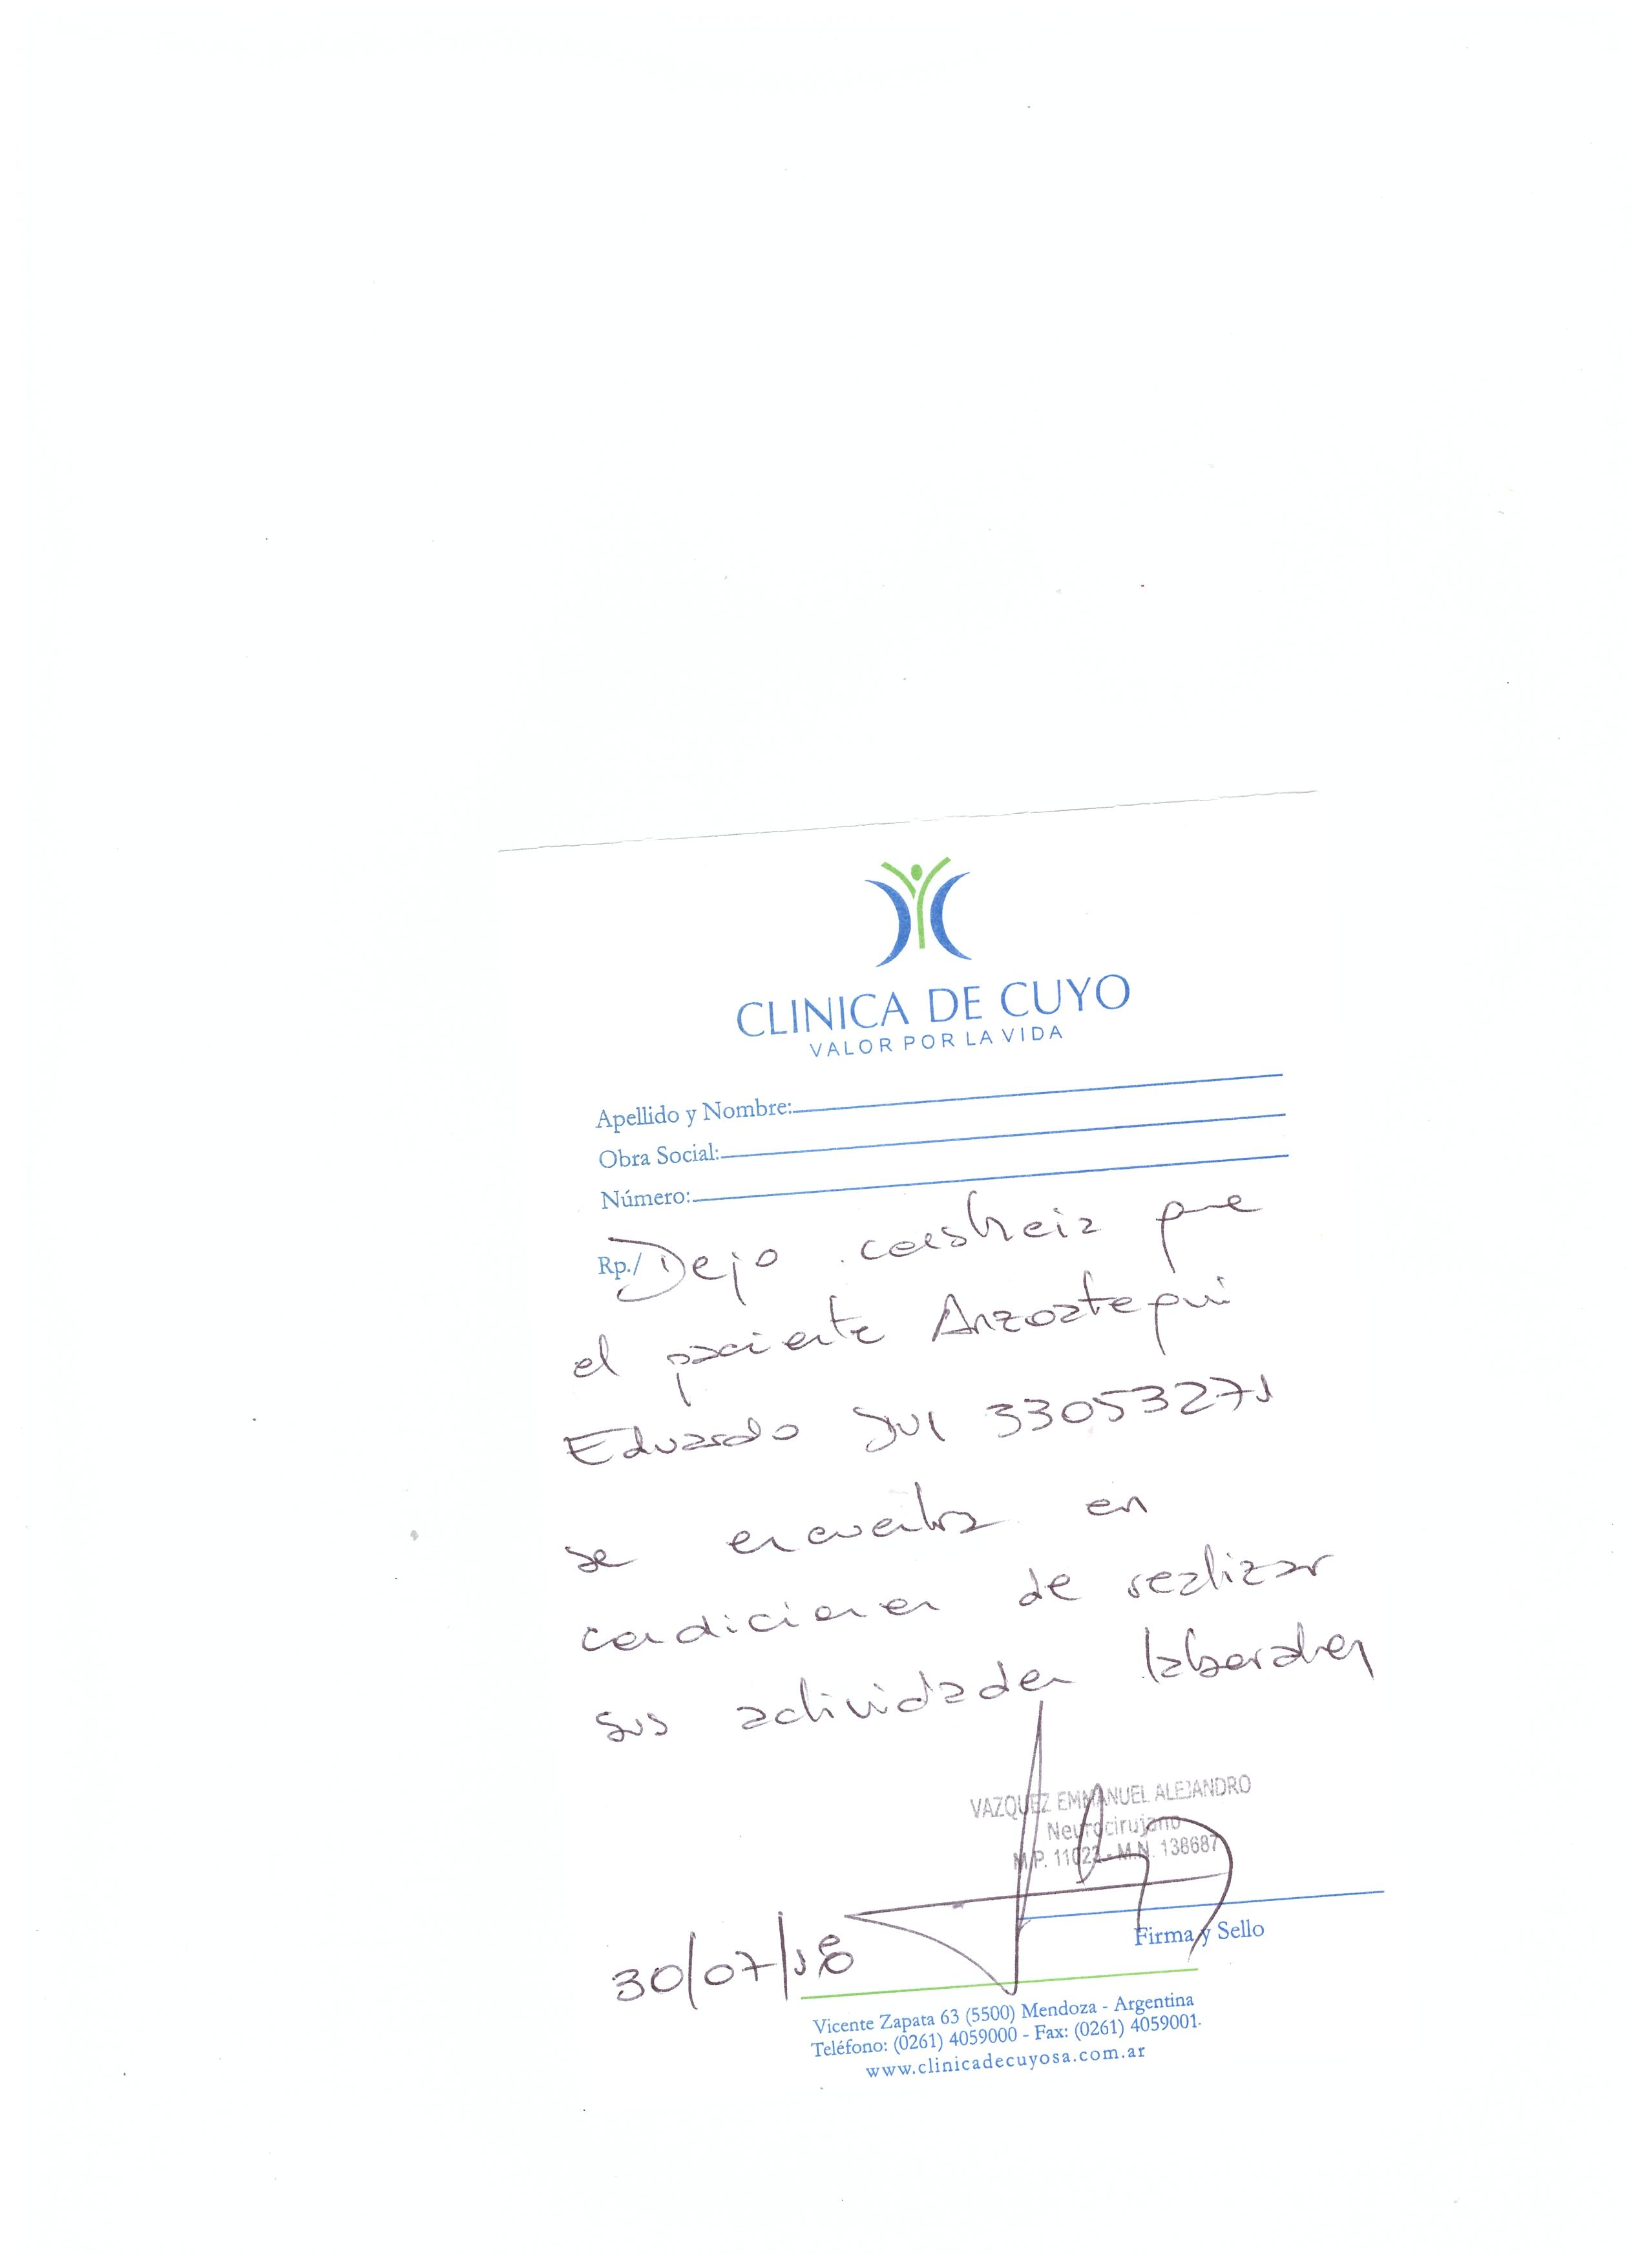 CLINICA DE CUYO
VALOR POR LA VIDA
Apellido y Nombre:
Obra Social:
Número:
Rp./ Dejo constancia que
el paciente Anzoategui
Eduardo DNI 33053271
se encuentra en
condiciones de realizar
sus actividades laborales
VAZQUEZ EMMANUEL ALEJANDRO
Neurocirujano
M.P. 11022 - M.N. 138687
Firma y Sello
30/07/18
Vicente Zapata 63 (5500) Mendoza - Argentina
Teléfono: (0261) 4059000 - Fax: (0261) 4059001.
www.clinicadecuyosa.com.ar